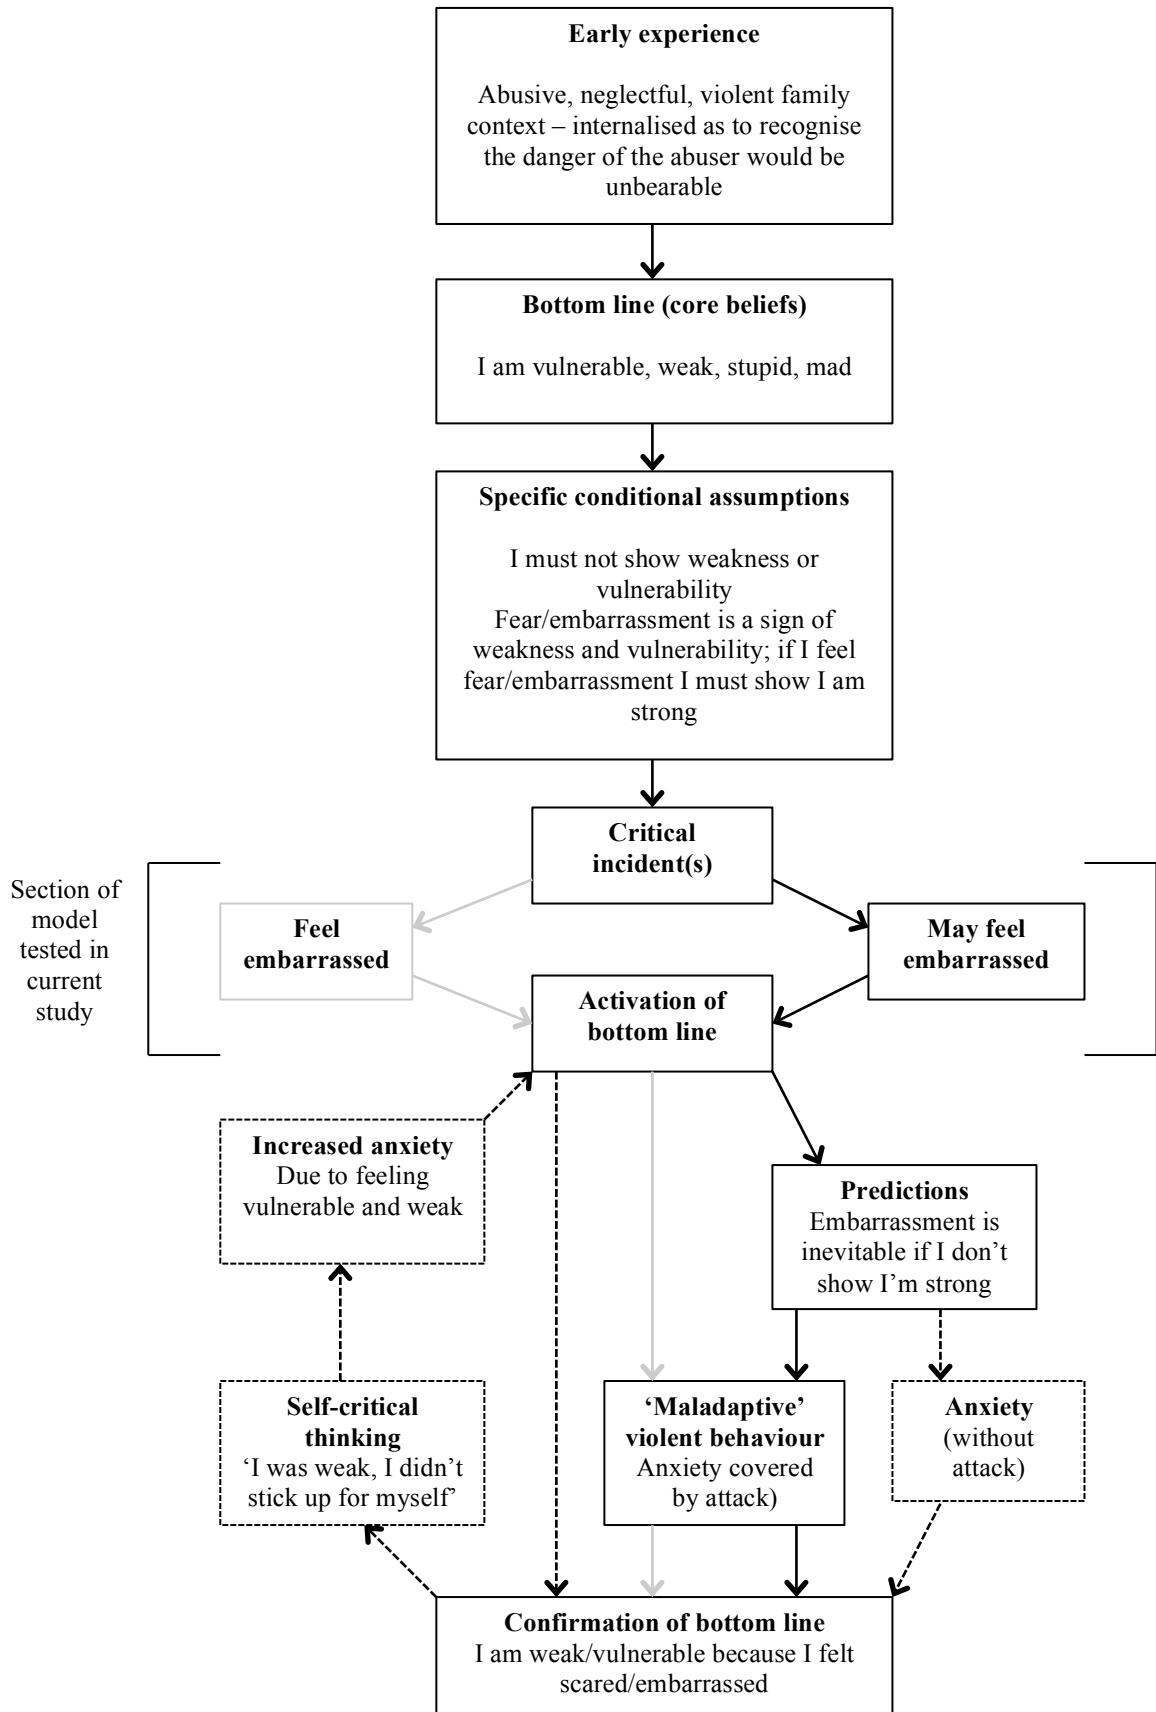 Early experience
Abusive, neglectful, violent family
context – internalised as to recognise
the danger of the abuser would be
unbearable
Bottom line (core beliefs)
I am vulnerable, weak, stupid, mad
Specific conditional assumptions
I must not show weakness or
vulnerability
Fear/embarrassment is a sign of
weakness and vulnerability; if I feel
fear/embarrassment I must show I am
strong
Critical
incident(s)
Section of
model
tested in
current
study
Feel
embarrassed
May feel
embarrassed
Activation of
bottom line
Increased anxiety
Due to feeling
vulnerable and weak
Predictions
Embarrassment is
inevitable if I don’t
show I’m strong
Self-critical
thinking
‘I was weak, I didn’t
stick up for myself’
‘Maladaptive’
violent behaviour
Anxiety covered
by attack)
Anxiety
(without
attack)
Confirmation of bottom line
I am weak/vulnerable because I felt
scared/embarrassed